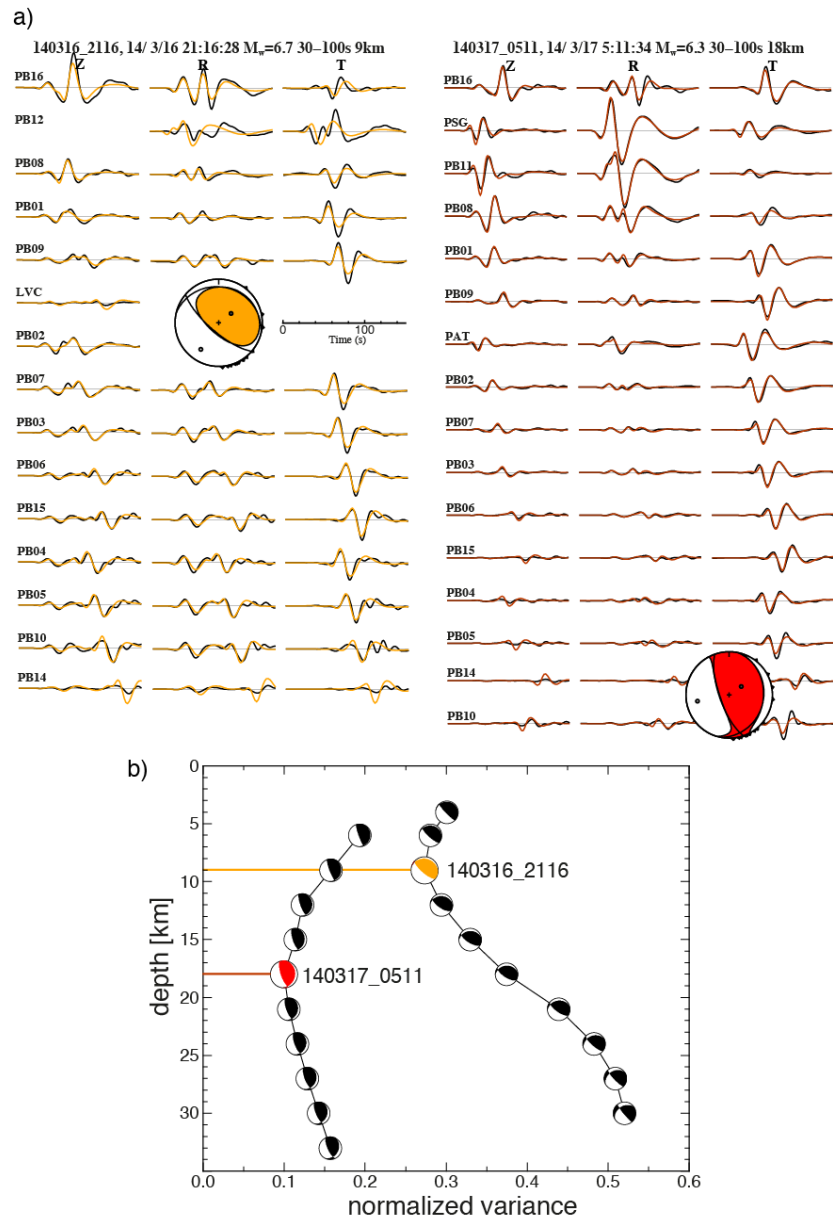 a)
140316_2116, 14/ 3/16 21:16:28 Mw=6.7 30–100s 9km
Z R T
PB16
PB12
PB08
PB01
PB09
LVC
0 100
Time (s)
PB02
PB07
PB03
PB06
PB15
PB04
PB05
PB10
PB14
140317_0511, 14/ 3/17 5:11:34 Mw=6.3 30–100s 18km
Z R T
PB16
PSG
PB11
PB08
PB01
PB09
PAT
PB02
PB07
PB03
PB06
PB15
PB04
PB05
PB14
PB10
b)
0
5
10
15
20
25
30
depth [km]
140316_2116
140317_0511
0.0 0.1 0.2 0.3 0.4 0.5 0.6
normalized variance